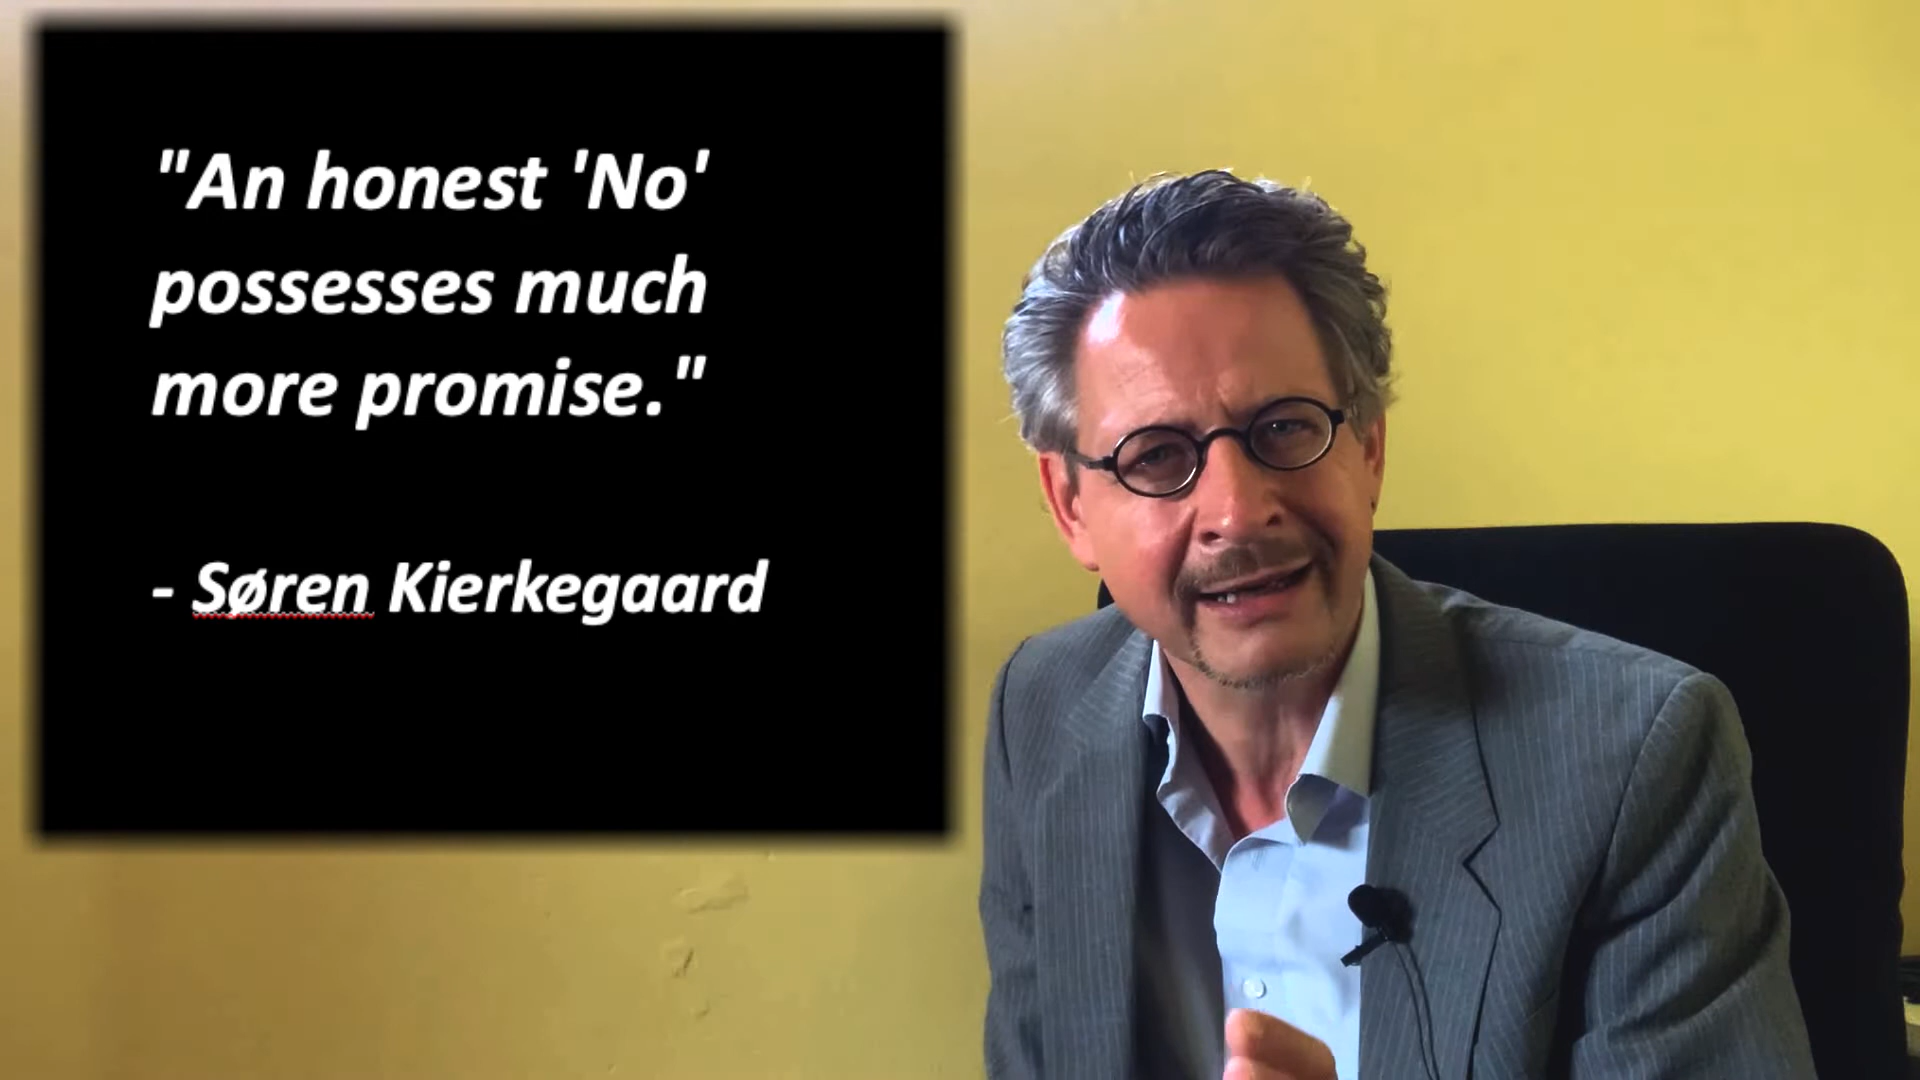 "An honest 'No'
possesses much
more promise."
- Søren Kierkegaard